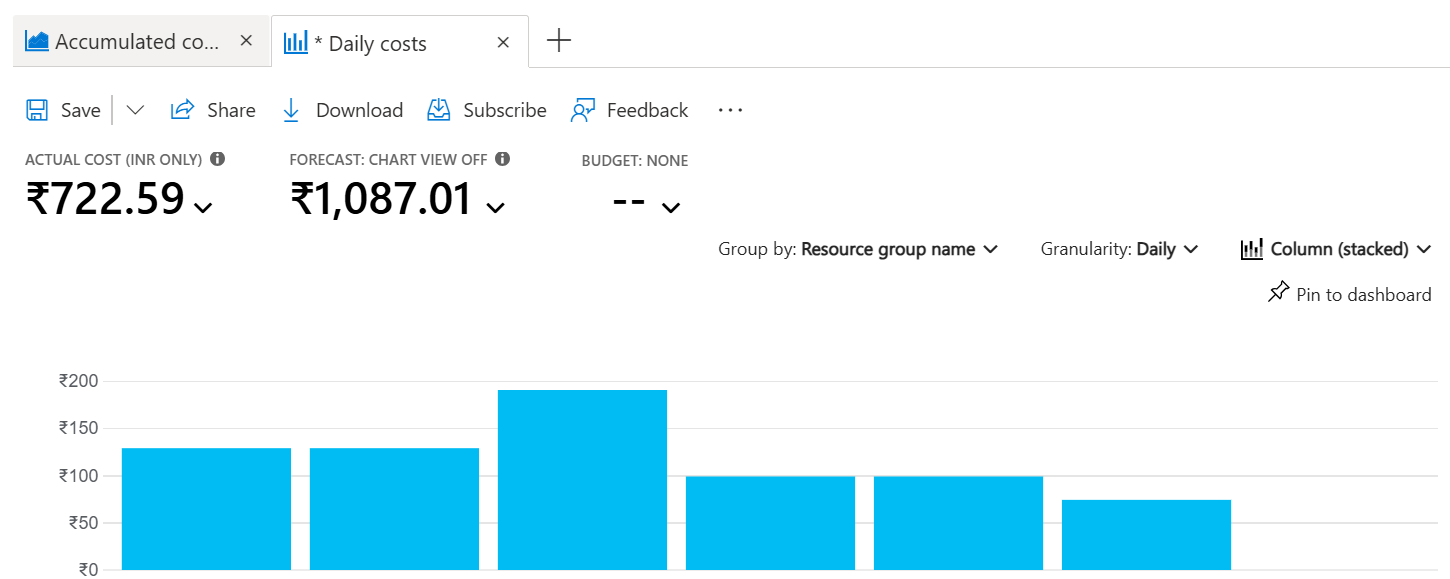 Accumulated co... * Daily costs
Save Share Download Subscribe Feedback ...
ACTUAL COST (INR ONLY) FORECAST: CHART VIEW OFF BUDGET: NONE
₹722.59 ₹1,087.01 --
Group by: Resource group name Granularity: Daily Column (stacked)
Pin to dashboard
₹200
₹150
₹100
₹50
₹0